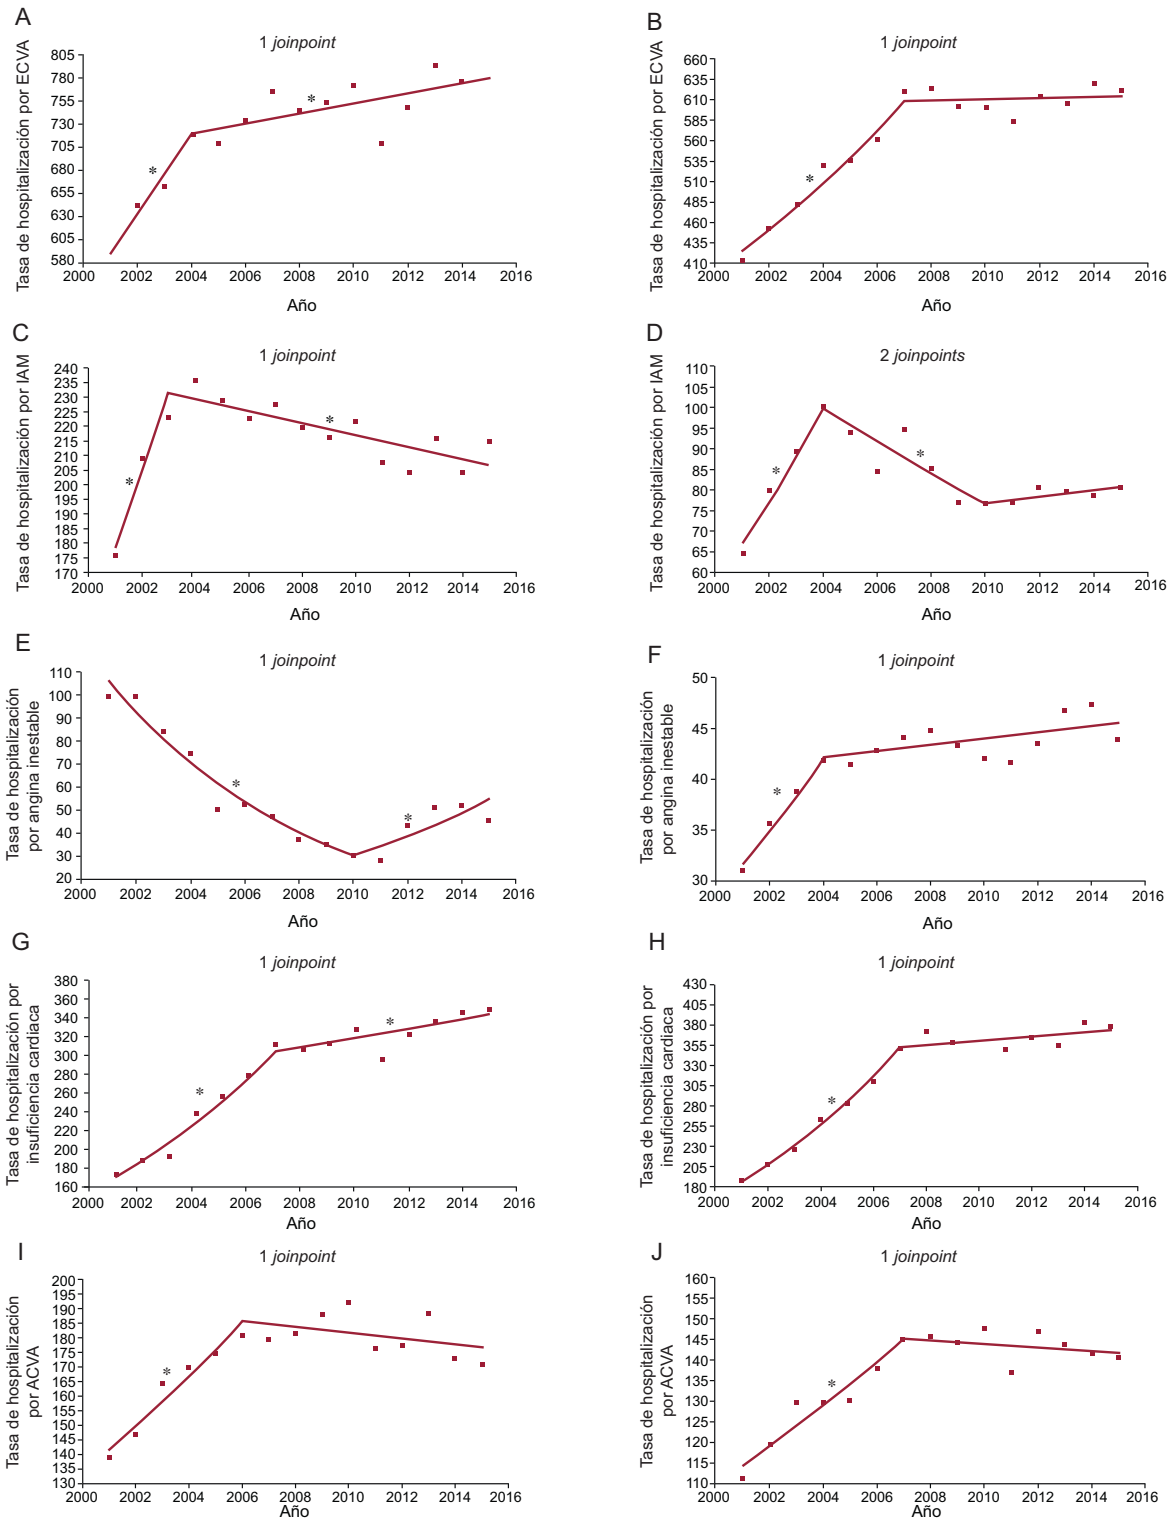 A
1 joinpoint
Tasa de hospitalización por ECVA
805
780
755
730
705
680
655
630
605
580
*
*
2000 2002 2004 2006 2008 2010 2012 2014 2016
Año
B
1 joinpoint
Tasa de hospitalización por ECVA
660
635
610
585
560
535
510
485
460
435
410
*
2000 2002 2004 2006 2008 2010 2012 2014 2016
Año
C
1 joinpoint
Tasa de hospitalización por IAM
240
235
230
225
220
215
210
205
200
195
190
185
180
175
170
*
*
2000 2002 2004 2006 2008 2010 2012 2014 2016
Año
D
2 joinpoints
Tasa de hospitalización por IAM
110
105
100
95
90
85
80
75
70
65
60
*
*
2000 2002 2004 2006 2008 2010 2012 2014 2016
Año
E
1 joinpoint
Tasa de hospitalización
por angina inestable
110
100
90
80
70
60
50
40
30
20
*
*
2000 2002 2004 2006 2008 2010 2012 2014 2016
Año
F
1 joinpoint
Tasa de hospitalización
por angina inestable
50
45
40
35
30
*
2000 2002 2004 2006 2008 2010 2012 2014 2016
Año
G
1 joinpoint
Tasa de hospitalización por
insuficiencia cardiaca
380
360
340
320
300
280
260
240
220
200
180
160
*
*
2000 2002 2004 2006 2008 2010 2012 2014 2016
Año
H
1 joinpoint
Tasa de hospitalización por
insuficiencia cardiaca
430
405
380
355
330
305
280
255
230
205
180
*
2000 2002 2004 2006 2008 2010 2012 2014 2016
Año
I
1 joinpoint
Tasa de hospitalización
por ACVA
200
195
190
185
180
175
170
165
160
155
150
145
140
135
130
*
2000 2002 2004 2006 2008 2010 2012 2014 2016
Año
J
1 joinpoint
Tasa de hospitalización
por ACVA
160
155
150
145
140
135
130
125
120
115
110
*
2000 2002 2004 2006 2008 2010 2012 2014 2016
Año